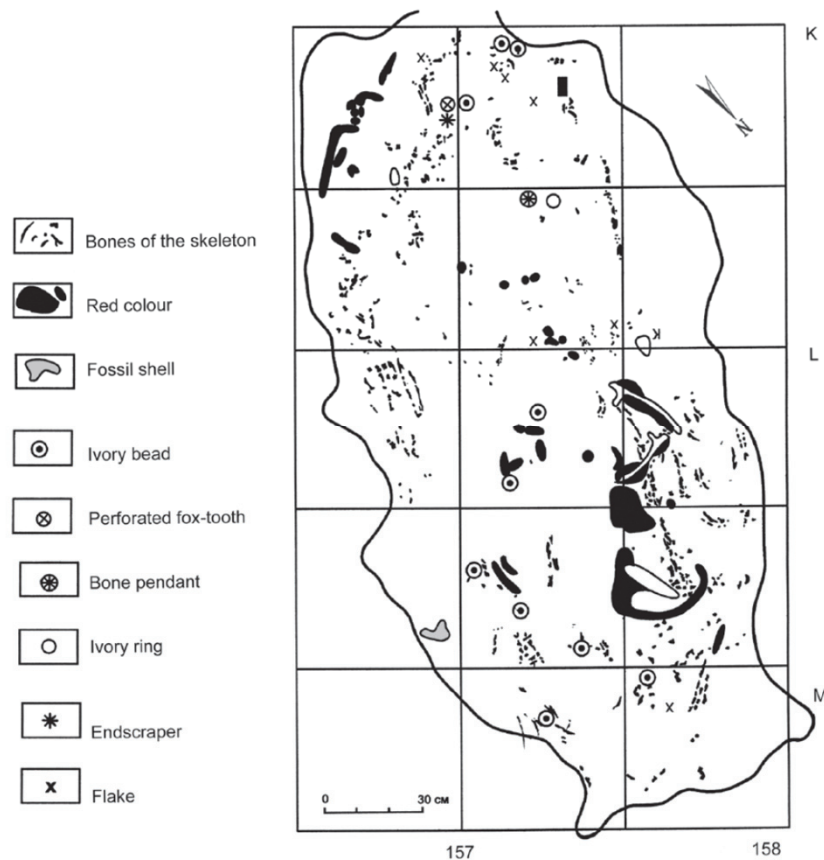 K
N
Bones of the skeleton
Red colour
L
Fossil shell
Ivory bead
Perforated fox-tooth
Bone pendant
Ivory ring
M
Endscraper
x Flake
0 30 см
157 158